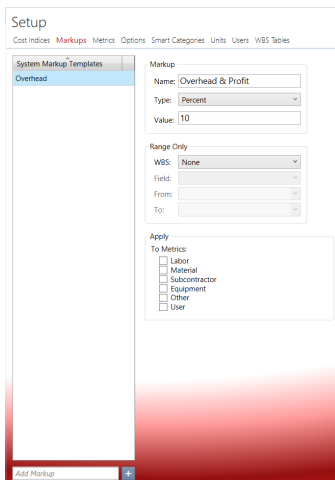 Setup
Cost Indices Markups Metrics Options Smart Categories Units Users WBS Tables
System Markup Templates
Overhead
Markup
Name: Overhead & Profit
Type: Percent
Value: 10
Range Only
WBS: None
Field:
From:
To:
Apply
To Metrics:
Labor
Material
Subcontractor
Equipment
Other
User
Add Markup +